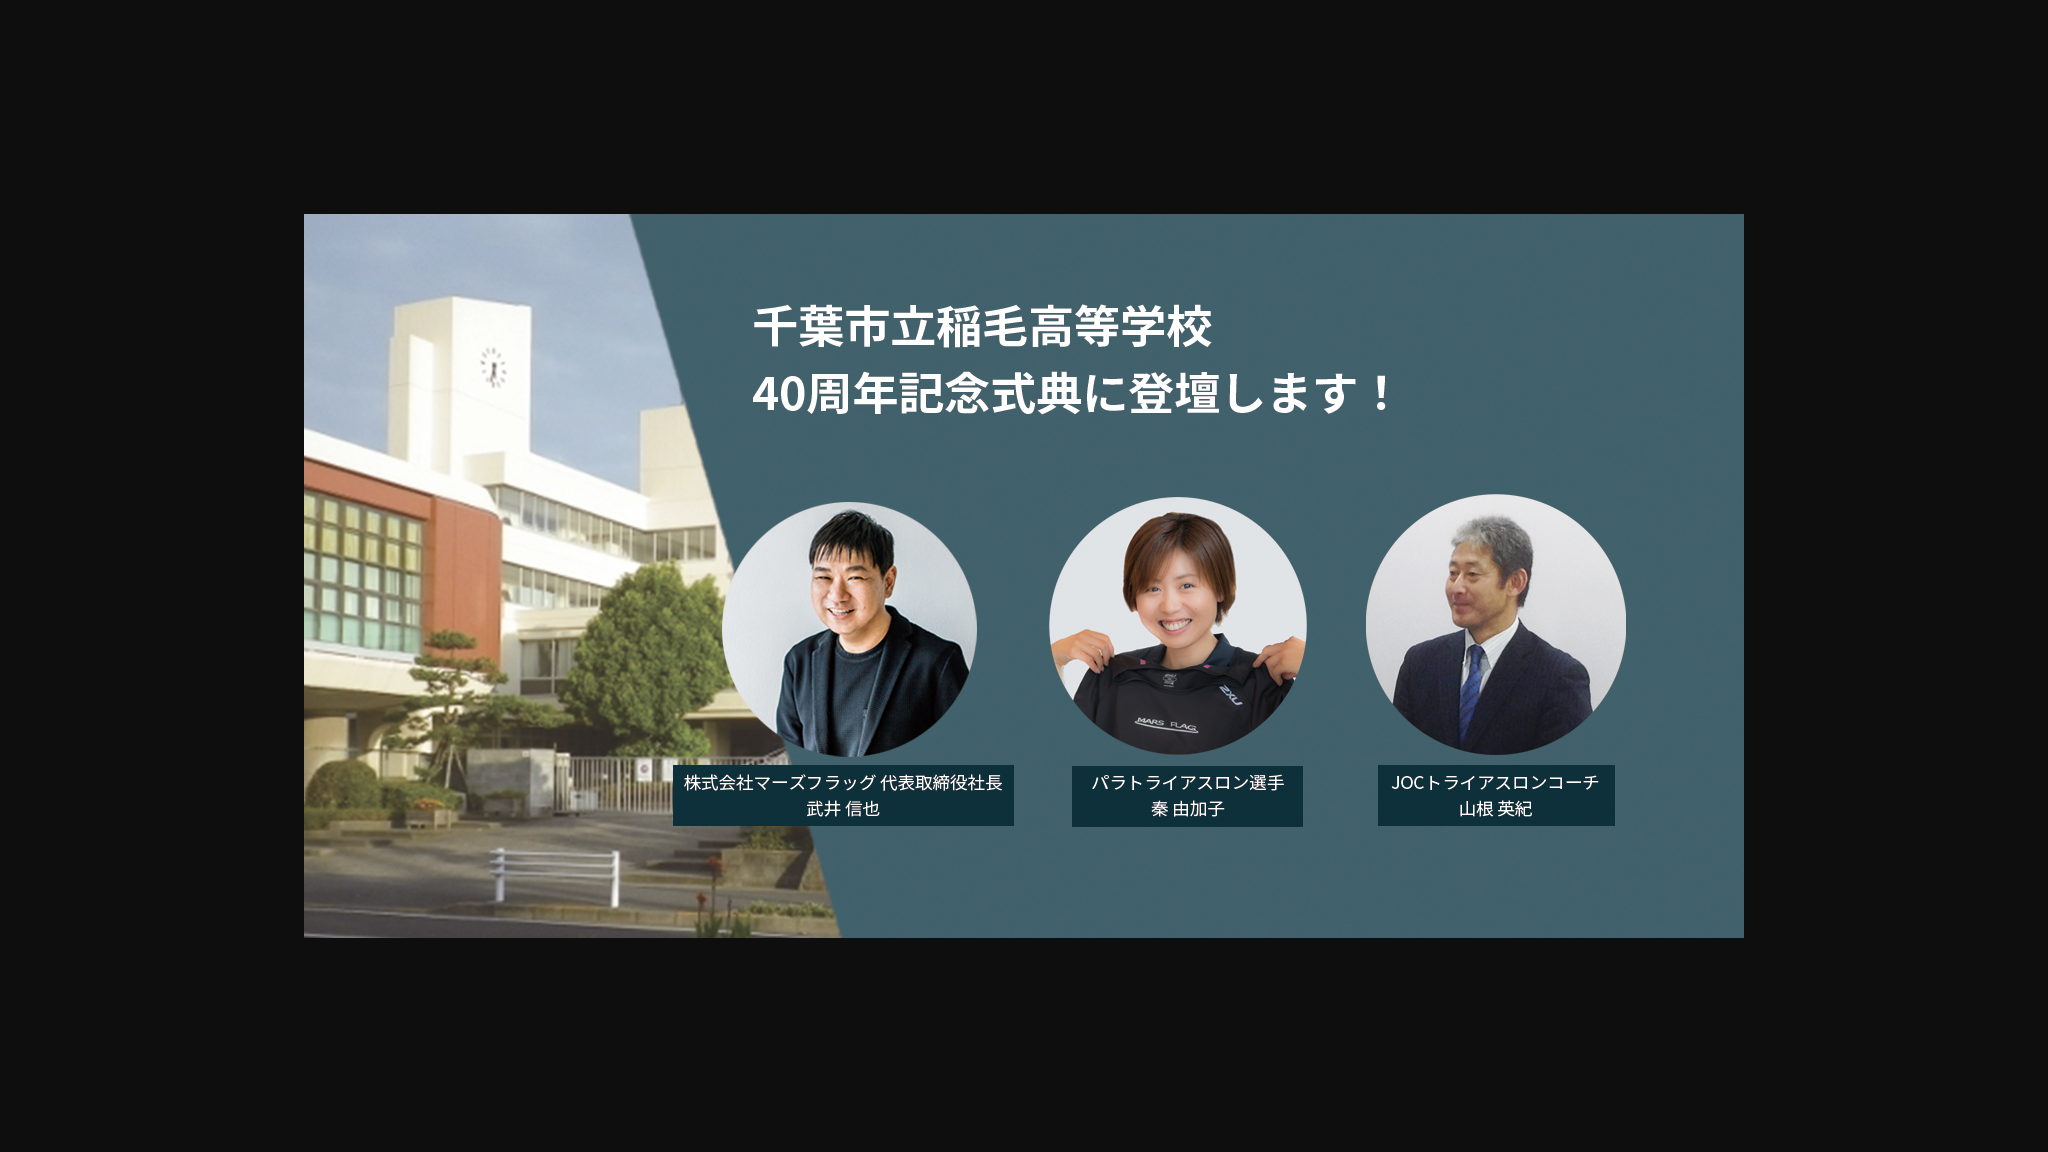 千葉市立稲毛高等学校
40周年記念式典に登壇します！
2XU
MARS FLAG
株式会社マーズフラッグ 代表取締役社長
武井 信也
パラトライアスロン選手
秦 由加子
JOCトライアスロンコーチ
山根 英紀